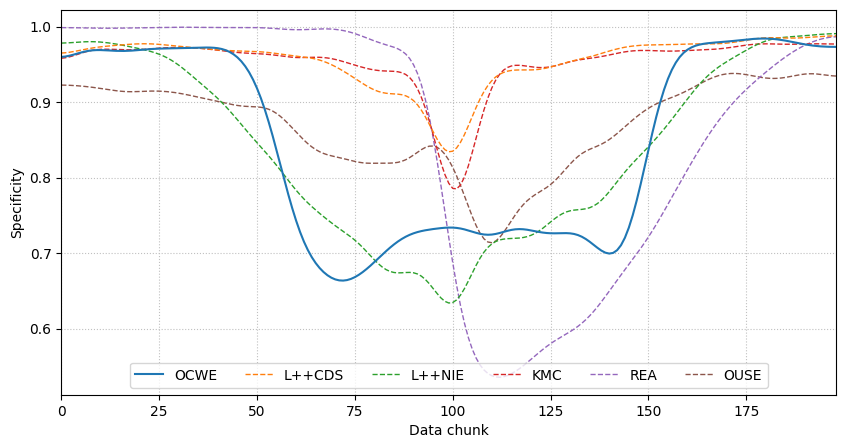 Specificity
1.0
0.9
0.8
0.7
0.6
OCWE L++CDS L++NIE KMC REA OUSE
0 25 50 75 100 125 150 175
Data chunk